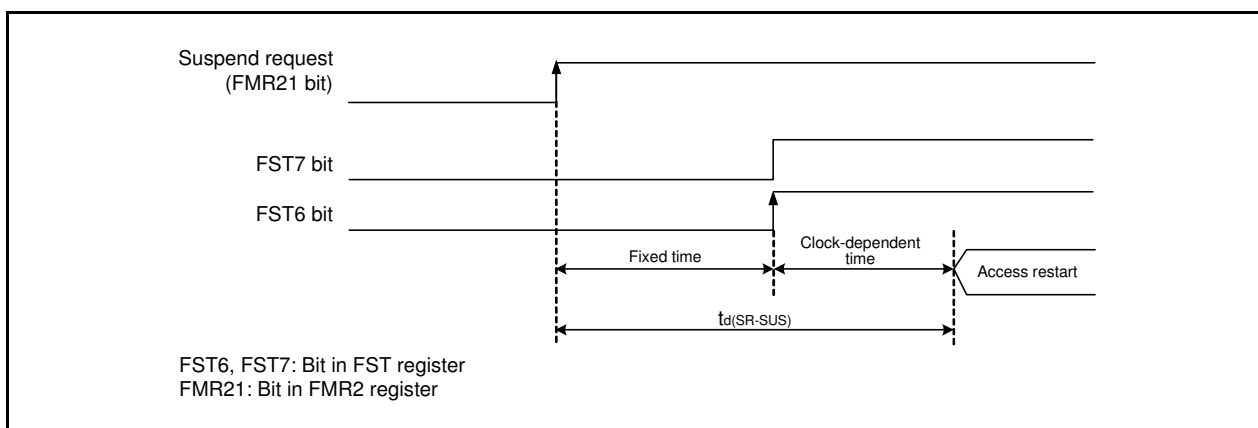 Suspend request
(FMR21 bit)
FST7 bit
FST6 bit
Fixed time
Clock-dependent
time
Access restart
td(SR-SUS)
FST6, FST7: Bit in FST register
FMR21: Bit in FMR2 register